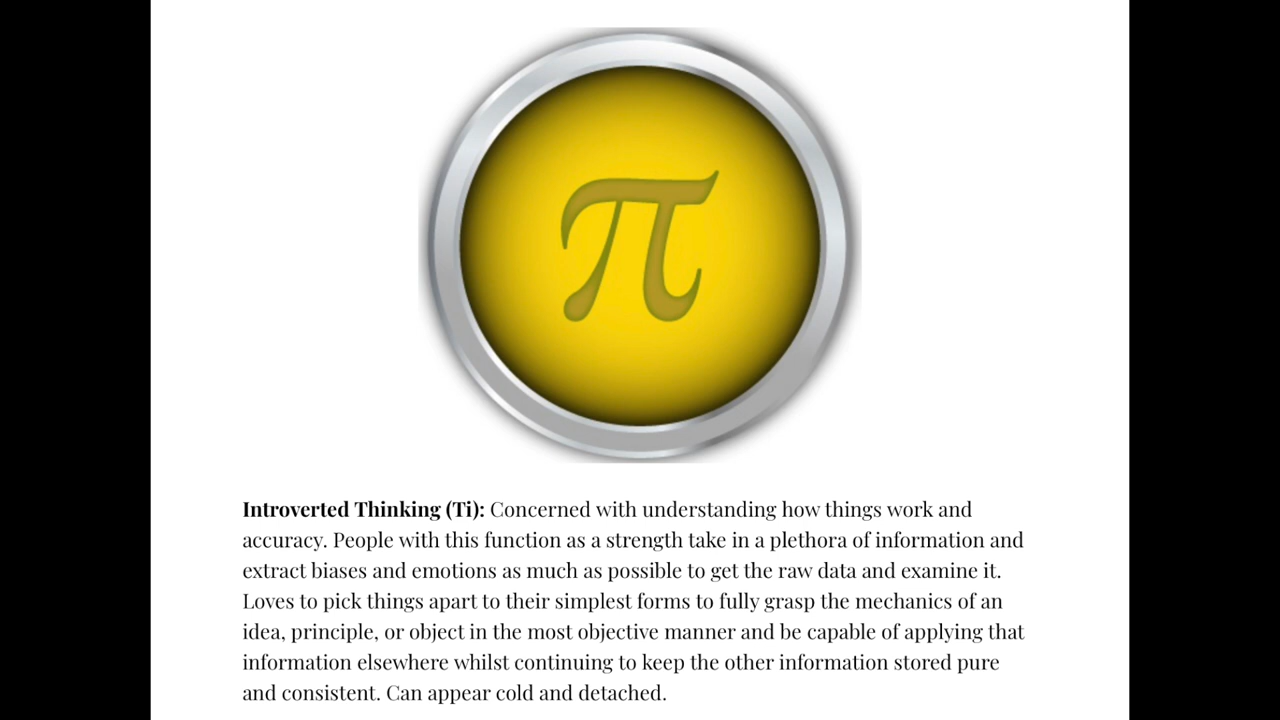 π
Introverted Thinking (Ti): Concerned with understanding how things work and
accuracy. People with this function as a strength take in a plethora of information and
extract biases and emotions as much as possible to get the raw data and examine it.
Loves to pick things apart to their simplest forms to fully grasp the mechanics of an
idea, principle, or object in the most objective manner and be capable of applying that
information elsewhere whilst continuing to keep the other information stored pure
and consistent. Can appear cold and detached.